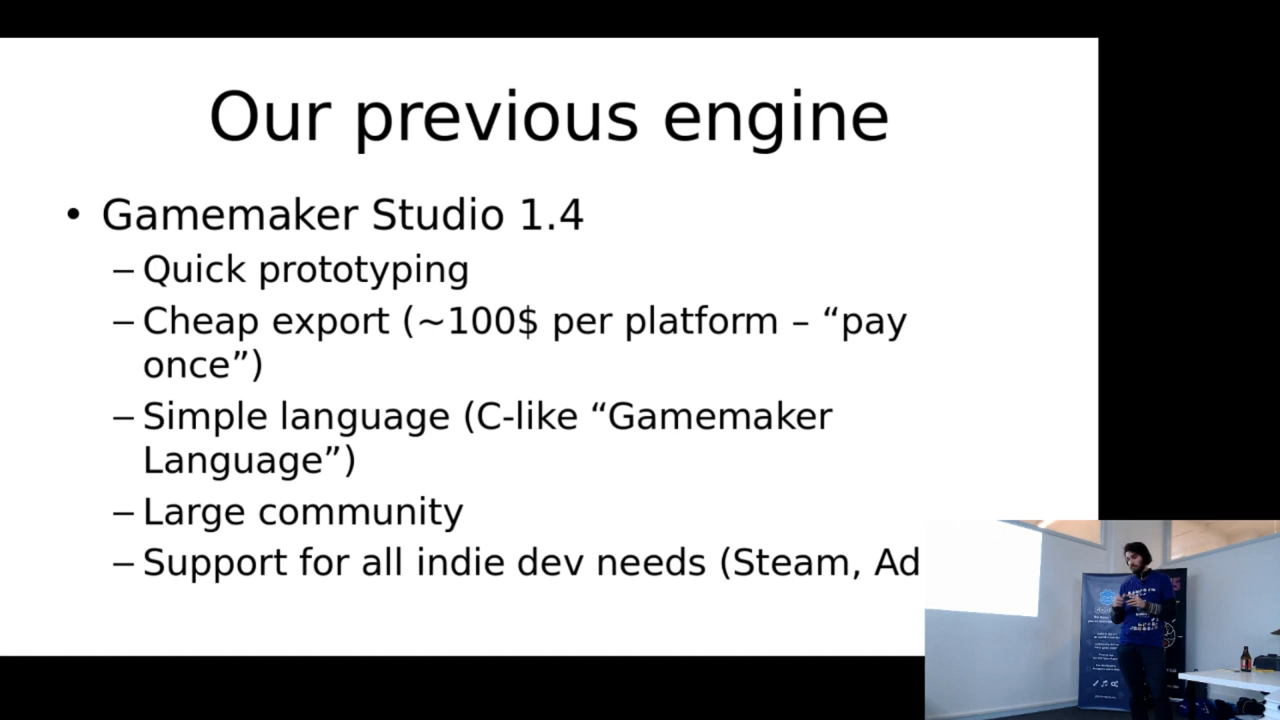 Our previous engine
• Gamemaker Studio 1.4
– Quick prototyping
– Cheap export (~100$ per platform – “pay
once”)
– Simple language (C-like “Gamemaker
Language”)
– Large community
– Support for all indie dev needs (Steam, Ad